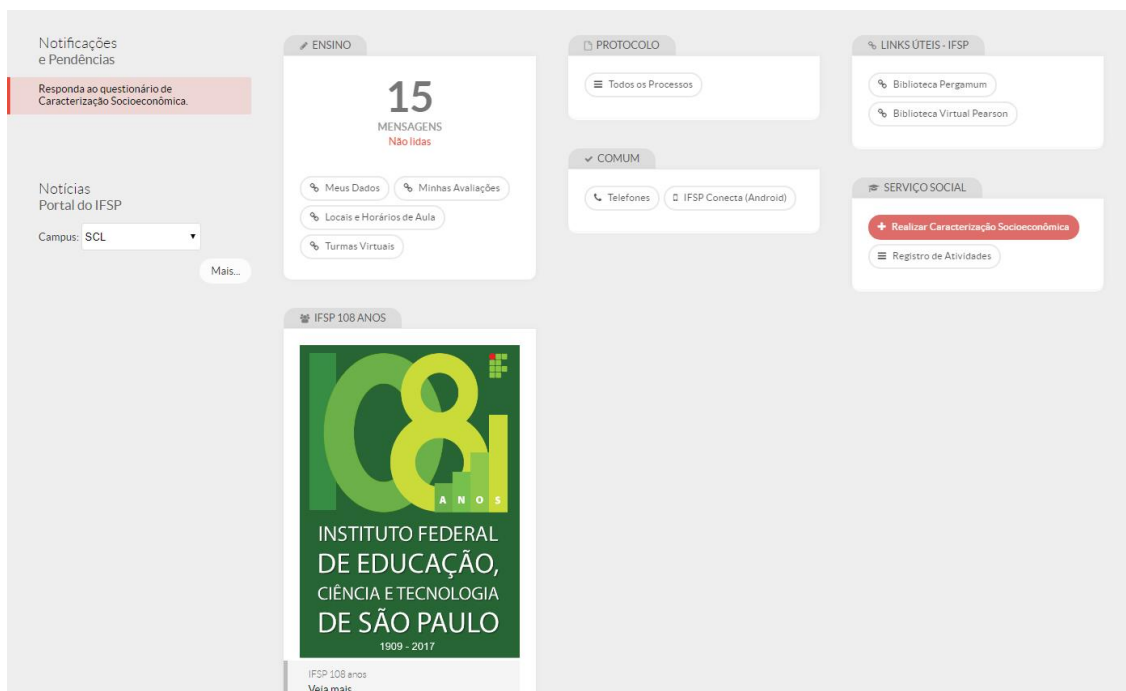 Notificações
e Pendências
Responda ao questionário de
Caracterização Socioeconômica.
Notícias
Portal do IFSP
Campus: SCL
Mais...
ENSINO
15
MENSAGENS
Não lidas
Meus Dados
Minhas Avaliações
Locais e Horários de Aula
Turmas Virtuais
IFSP 108 ANOS
108
ANOS
INSTITUTO FEDERAL
DE EDUCAÇÃO,
CIÊNCIA E TECNOLOGIA
DE SÃO PAULO
1909 - 2017
IFSP 108 anos
Veja mais
PROTOCOLO
Todos os Processos
COMUM
Telefones
IFSP Conecta (Android)
LINKS ÚTEIS - IFSP
Biblioteca Pergamum
Biblioteca Virtual Pearson
SERVIÇO SOCIAL
Realizar Caracterização Socioeconômica
Registro de Atividades